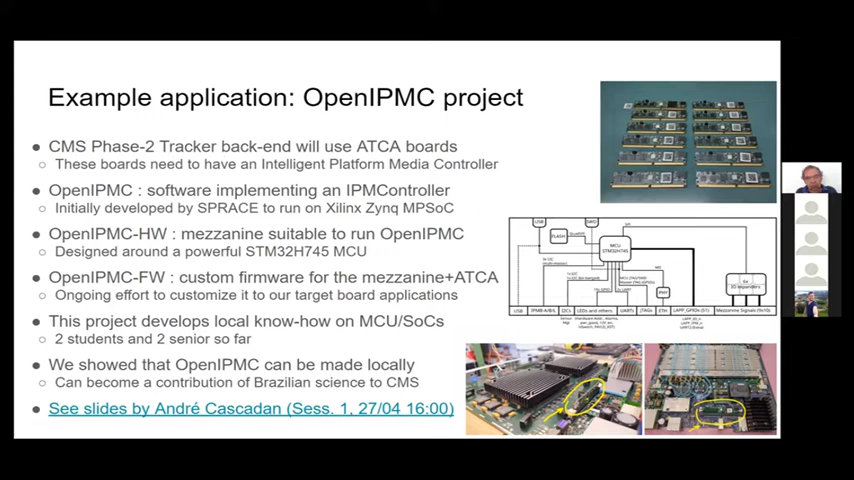 Example application: OpenIPMC project
● CMS Phase-2 Tracker back-end will use ATCA boards
○ These boards need to have an Intelligent Platform Media Controller
● OpenIPMC : software implementing an IPMController
○ Initially developed by SPRACE to run on Xilinx Zynq MPSoC
● OpenIPMC-HW : mezzanine suitable to run OpenIPMC
○ Designed around a powerful STM32H745 MCU
● OpenIPMC-FW : custom firmware for the mezzanine+ATCA
○ Ongoing effort to customize it to our target board applications
● This project develops local know-how on MCU/SoCs
○ 2 students and 2 senior so far
● We showed that OpenIPMC can be made locally
○ Can become a contribution of Brazilian science to CMS
● See slides by André Cascadan (Sess. 1, 27/04 16:00)
USB
SWD
FLASH
MCU
STM32H745
PHY
IO expanders
USB
IPMB-A/B/L
I2Cs
LEDs and others.
UARTs
JTAGs
ETH
Mezzanine Signals (9x10)